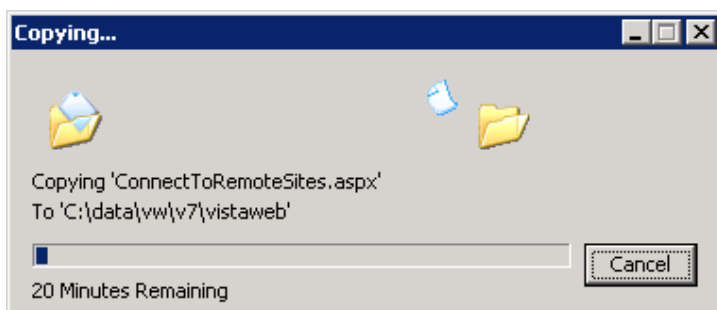 Copying...
Copying 'ConnectToRemoteSites.aspx'
To 'C:\data\vw\v7\vistaweb'
Cancel
20 Minutes Remaining